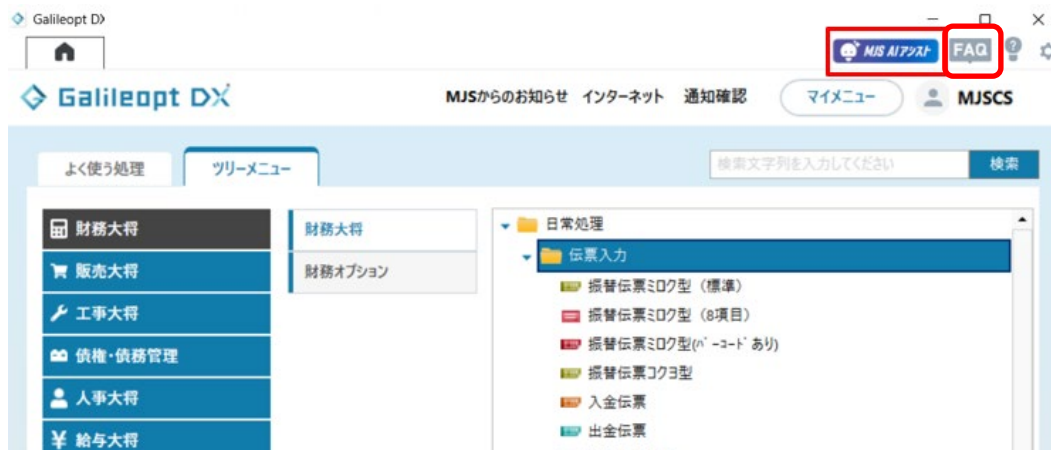 Galileopt DX
MJS AIアシスト FAQ
Galileopt DX
MJSからのお知らせ インターネット 通知確認 マイメニュー MJSCS
よく使う処理 ツリーメニュー
検索文字列を入力してください 検索
財務大将
販売大将
工事大将
債権・債務管理
人事大将
給与大将
財務大将
財務オプション
日常処理
伝票入力
振替伝票ミロク型（標準）
振替伝票ミロク型（8項目）
振替伝票ミロク型(ﾊﾞｰｺｰﾄﾞあり)
振替伝票コクヨ型
入金伝票
出金伝票